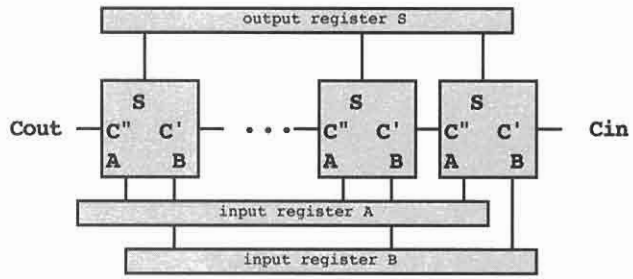 output register S
S S S
Cout C" C' ... C" C' C" C' Cin
A B A B A B
input register A
input register B